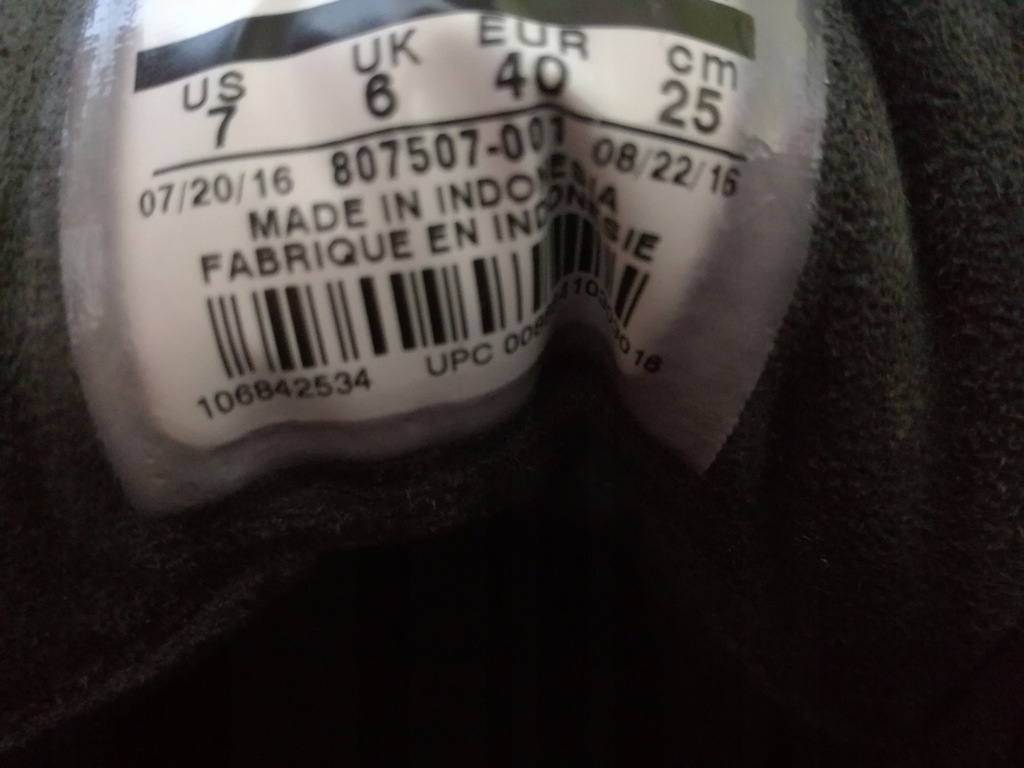 US UK EUR cm
7 6 40 25
07/20/16 807507-001 08/22/16
MADE IN INDONESIA
FABRIQUE EN INDONESIE
106842534 UPC